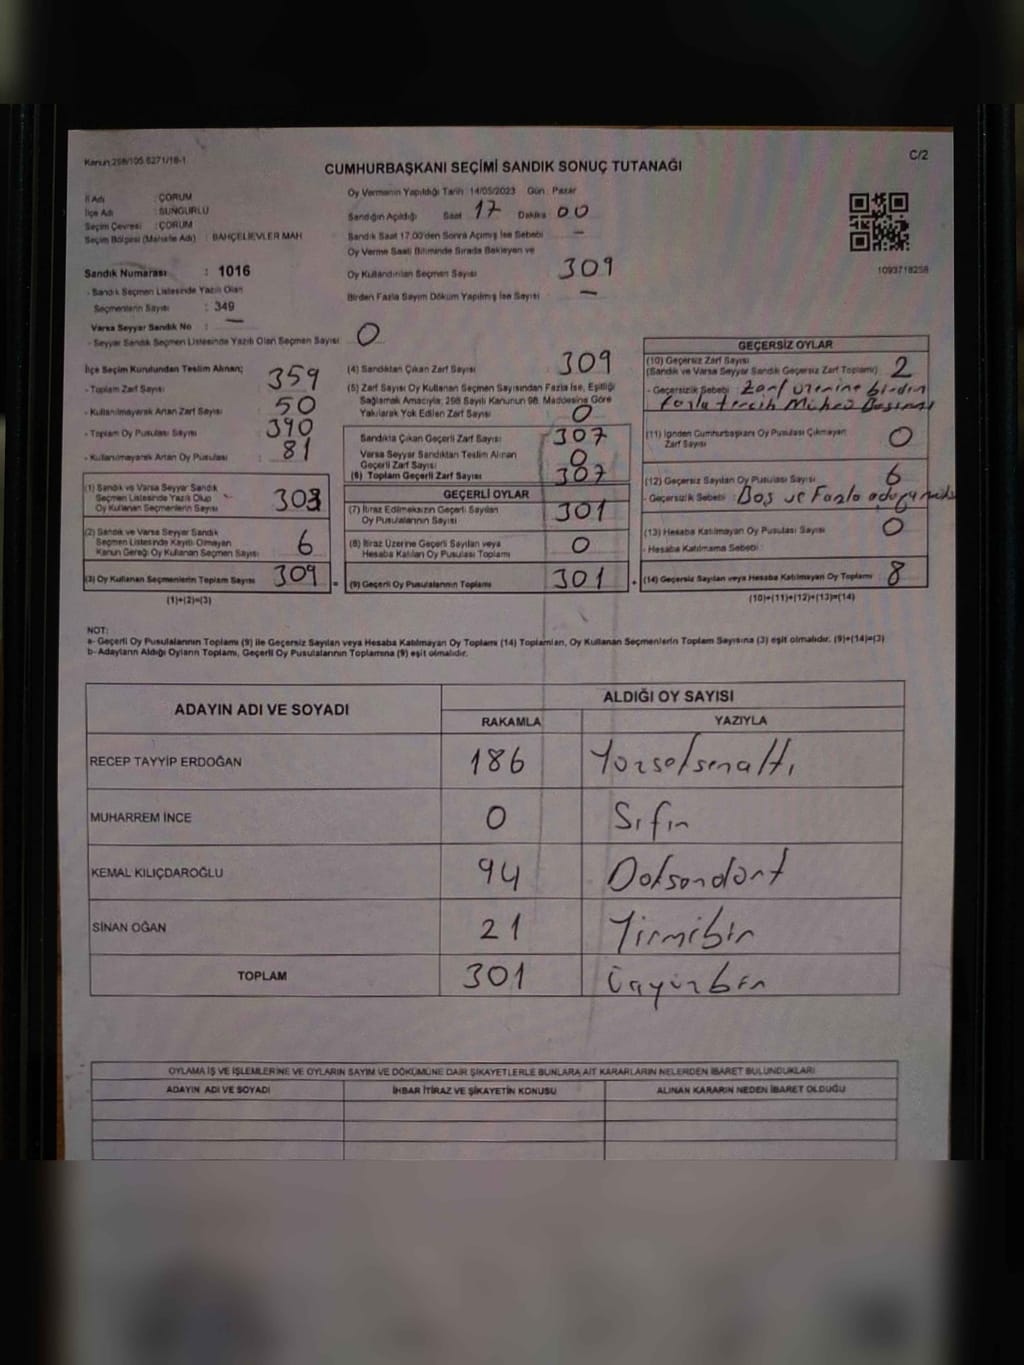 Kanun:298/105.6271/18-1
C/2
CUMHURBAŞKANI SEÇİMİ SANDIK SONUÇ TUTANAĞI
İl Adı : ÇORUM
İlçe Adı : SUNGURLU
Seçim Çevresi : ÇORUM
Seçim Bölgesi (Mahalle Adı) : BAHÇELİEVLER MAH
Sandık Numarası : 1016
- Sandık Seçmen Listesinde Yazılı Olan
Seçmenlerin Sayısı : 349
Varsa Seyyar Sandık No : —
- Seyyar Sandık Seçmen Listesinde Yazılı Olan Seçmen Sayısı : 0
Oy Vermenin Yapıldığı Tarih :14/05/2023 Gün : Pazar
Sandığın Açıldığı Saat : 17 Dakika : 00
Sandık Saat 17.00'den Sonra Açmış İse Sebebi : —
Oy Verme Saati Bitiminde Sırada Bekleyen ve
Oy Kullandırılan Seçmen Sayısı : 309
Birden Fazla Sayım Döküm Yapılmış İse Sayısı : —
1093718258
İlçe Seçim Kurulundan Teslim Alınan;
- Toplam Zarf Sayısı : 359
- Kullanılmayarak Artan Zarf Sayısı : 50
- Toplam Oy Pusulası Sayısı : 390
- Kullanılmayarak Artan Oy Pusulası : 81
(1) Sandık ve Varsa Seyyar Sandık
Seçmen Listesinde Yazılı Olup
Oy Kullanan Seçmenlerin Sayısı : 303
(2) Sandık ve Varsa Seyyar Sandık
Seçmen Listesinde Kayıtlı Olmayan
Kanun Gereği Oy Kullanan Seçmen Sayısı : 6
(3) Oy Kullanan Seçmenlerin Toplam Sayısı : 309
(1)+(2)=(3)
(4) Sandıktan Çıkan Zarf Sayısı : 309
(5) Zarf Sayısı Oy Kullanan Seçmen Sayısından Fazla İse, Eşitliği
Sağlamak Amacıyla, 298 Sayılı Kanunun 98. Maddesine Göre
Yakılarak Yok Edilen Zarf Sayısı : 0
Sandıkta Çıkan Geçerli Zarf Sayısı : 307
Varsa Seyyar Sandıktan Teslim Alınan
Geçerli Zarf Sayısı : 0
(6) Toplam Geçerli Zarf Sayısı : 307
GEÇERLİ OYLAR
(7) İtiraz Edilmeksizin Geçerli Sayılan
Oy Pusulalarının Sayısı : 301
(8) İtiraz Üzerine Geçerli Sayılan veya
Hesaba Katılan Oy Pusulası Toplamı : 0
(9) Geçerli Oy Pusulalarının Toplamı : 301
GEÇERSİZ OYLAR
(10) Geçersiz Zarf Sayısı
(Sandık ve Varsa Seyyar Sandık Geçersiz Zarf Toplamı) : 2
- Geçersizlik Sebebi : Zarf üzerine birden
fazla tercih Mührü Basması
(11) İçinden Cumhurbaşkanı Oy Pusulası Çıkmayan
Zarf Sayısı : 0
(12) Geçersiz Sayılan Oy Pusulası Sayısı : 6
- Geçersizlik Sebebi : Boş ve Fazla
(13) Hesaba Katılmayan Oy Pusulası Sayısı : 0
- Hesaba Katılmama Sebebi :
(14) Geçersiz Sayılan veya Hesaba Katılmayan Oy Toplamı : 8
(10)+(11)+(12)+(13)=(14)
NOT:
a- Geçerli Oy Pusulalarının Toplamı (9) ile Geçersiz Sayılan veya Hesaba Katılmayan Oy Toplamı (14) Toplamları, Oy Kullanan Seçmenlerin Toplam Sayısına (3) eşit olmalıdır. (9)+(14)=(3)
b- Adayların Aldığı Oyların Toplamı, Geçerli Oy Pusulalarının Toplamına (9) eşit olmalıdır.
ADAYIN ADI VE SOYADI
ALDIĞI OY SAYISI
RAKAMLA YAZIYLA
RECEP TAYYİP ERDOĞAN 186 Yüzseksenaltı
MUHARREM İNCE 0 Sıfır
KEMAL KILIÇDAROĞLU 94 Doksandört
SİNAN OĞAN 21 Yirmibir
TOPLAM 301 Üçyüzbir
OYLAMA İŞ VE İŞLEMLERİNE VE OYLARIN SAYIM VE DÖKÜMÜNE DAİR ŞİKAYETLERLE BUNLARA AİT KARARLARIN NELERDEN İBARET BULUNDUKLARI
ADAYIN ADI VE SOYADI İHBAR İTİRAZ VE ŞİKAYETİN KONUSU ALINAN KARARIN NEDEN İBARET OLDUĞU